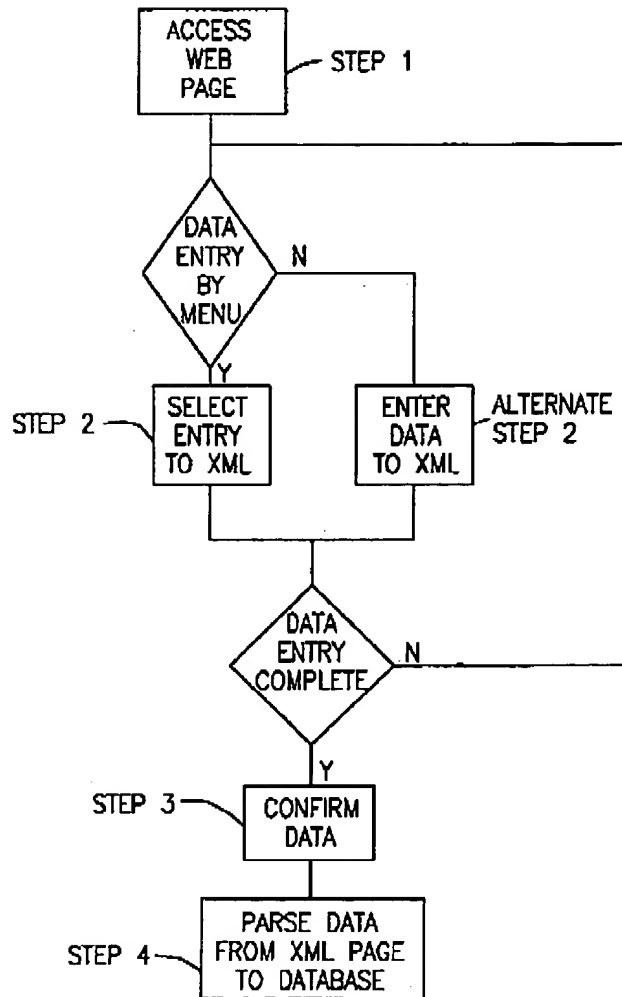 ACCESS
WEB
PAGE
STEP 1
DATA
ENTRY
BY
MENU
N
Y
STEP 2
SELECT
ENTRY
TO XML
ENTER
DATA
TO XML
ALTERNATE
STEP 2
DATA
ENTRY
COMPLETE
N
Y
STEP 3
CONFIRM
DATA
STEP 4
PARSE DATA
FROM XML PAGE
TO DATABASE